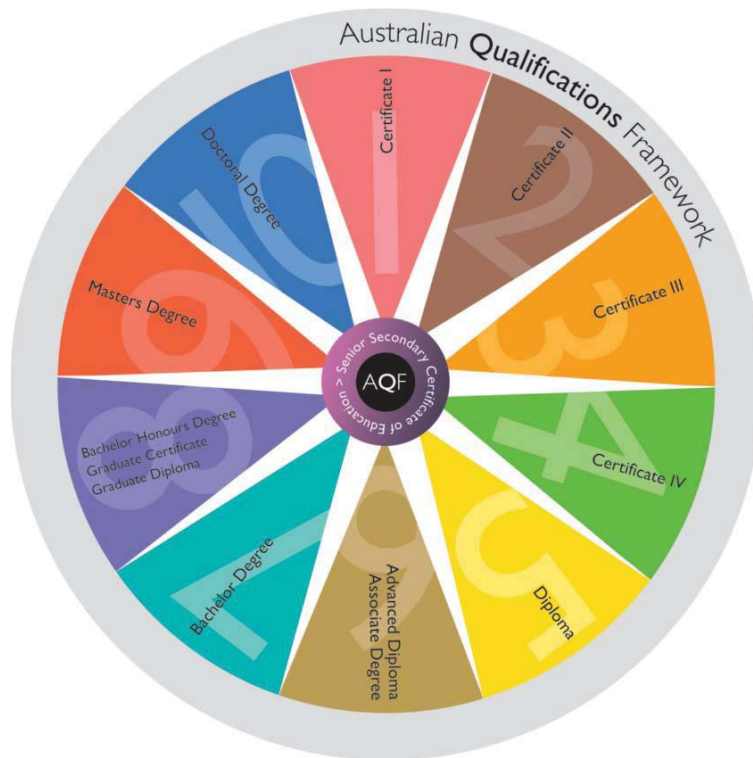 Australian Qualifications Framework
1
Certificate I
2
Certificate II
3
Certificate III
4
Certificate IV
5
Diploma
6
Advanced Diploma
Associate Degree
7
Bachelor Degree
8
Bachelor Honours Degree
Graduate Certificate
Graduate Diploma
9
Masters Degree
10
Doctoral Degree
Senior Secondary Certificate of Education >
AQF